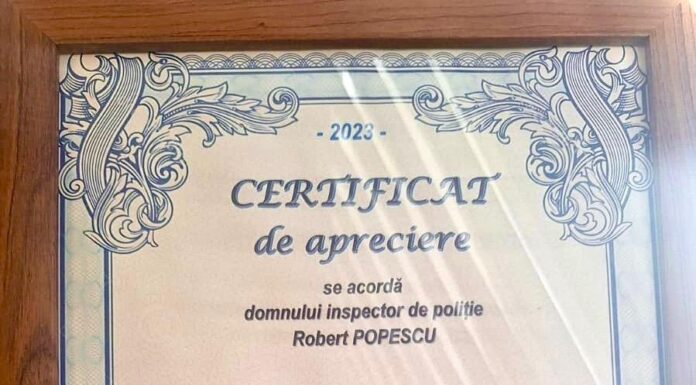 - 2023 -
CERTIFICAT
de apreciere
se acordă
domnului inspector de poliție
Robert POPESCU